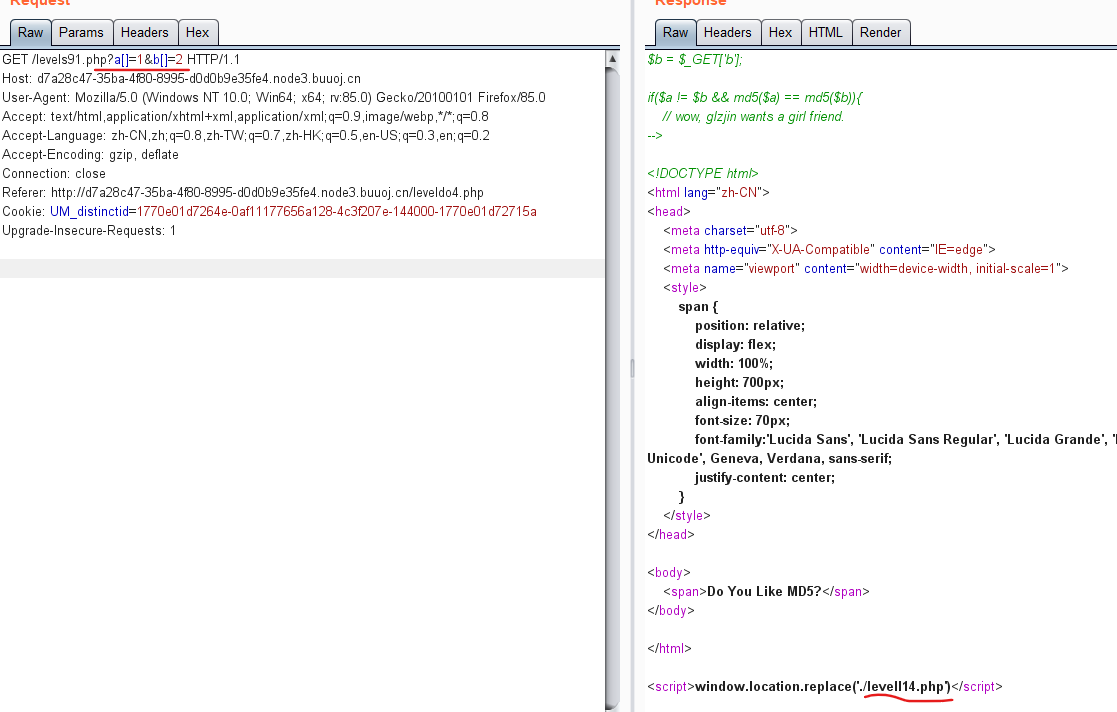 Request
Raw Params Headers Hex
GET /levels91.php?a[]=1&b[]=2 HTTP/1.1
Host: d7a28c47-35ba-4f80-8995-d0d0b9e35fe4.node3.buuoj.cn
User-Agent: Mozilla/5.0 (Windows NT 10.0; Win64; x64; rv:85.0) Gecko/20100101 Firefox/85.0
Accept: text/html,application/xhtml+xml,application/xml;q=0.9,image/webp,*/*;q=0.8
Accept-Language: zh-CN,zh;q=0.8,zh-TW;q=0.7,zh-HK;q=0.5,en-US;q=0.3,en;q=0.2
Accept-Encoding: gzip, deflate
Connection: close
Referer: http://d7a28c47-35ba-4f80-8995-d0d0b9e35fe4.node3.buuoj.cn/leveldo4.php
Cookie: UM_distinctid=1770e01d7264e-0af11177656a128-4c3f207e-144000-1770e01d72715a
Upgrade-Insecure-Requests: 1
Response
Raw Headers Hex HTML Render
$b = $_GET['b'];
if($a != $b && md5($a) == md5($b)){
// wow, glzjin wants a girl friend.
-->
<!DOCTYPE html>
<html lang="zh-CN">
<head>
<meta charset="utf-8">
<meta http-equiv="X-UA-Compatible" content="IE=edge">
<meta name="viewport" content="width=device-width, initial-scale=1">
<style>
span {
position: relative;
display: flex;
width: 100%;
height: 700px;
align-items: center;
font-size: 70px;
font-family:'Lucida Sans', 'Lucida Sans Regular', 'Lucida Grande',
Unicode', Geneva, Verdana, sans-serif;
justify-content: center;
}
</style>
</head>
<body>
<span>Do You Like MD5?</span>
</body>
</html>
<script>window.location.replace('./levell14.php')</script>